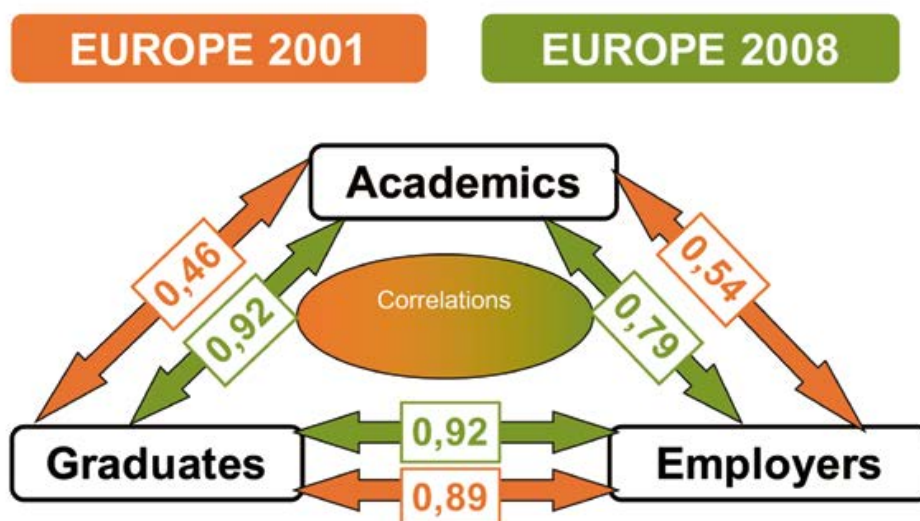 EUROPE 2001
EUROPE 2008
Academics
0,46
0,92
Correlations
0,54
0,79
0,92
Graduates
Employers
0,89